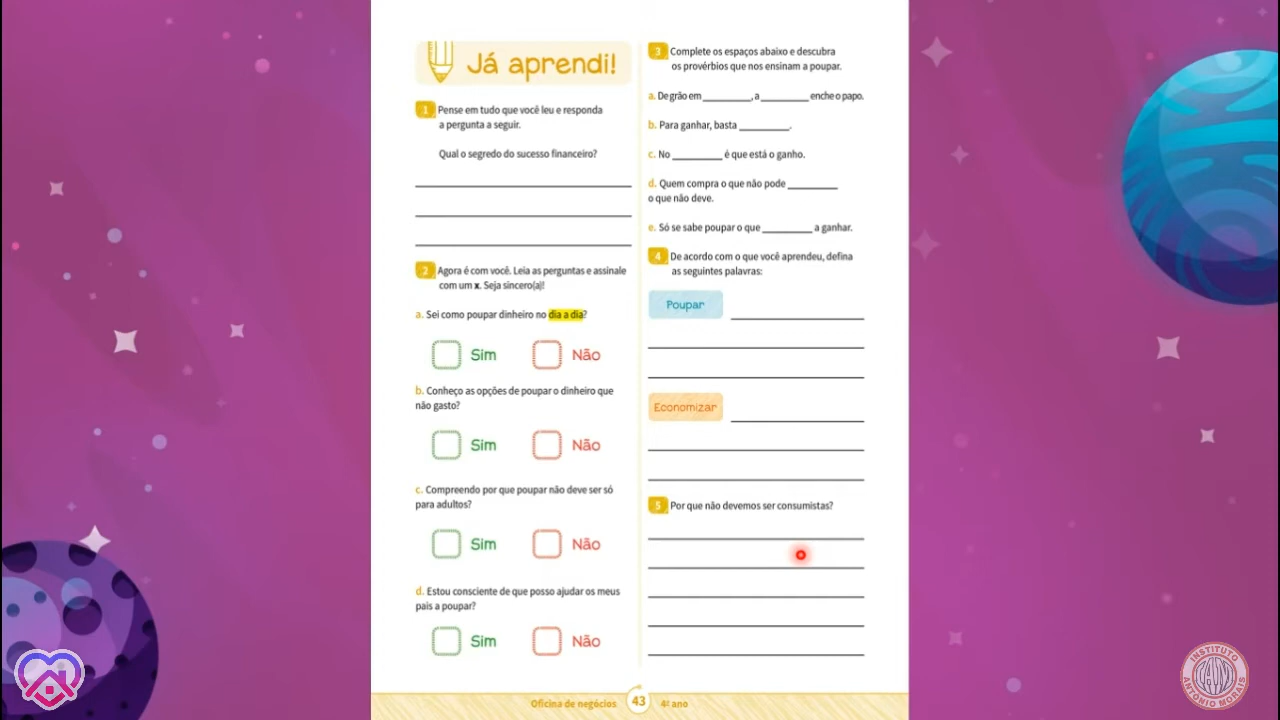 Já aprendi!
1 Pense em tudo que você leu e responda
a pergunta a seguir.
Qual o segredo do sucesso financeiro?
2 Agora é com você. Leia as perguntas e assinale
com um x. Seja sincero(a)!
a. Sei como poupar dinheiro no dia a dia?
Sim Não
b. Conheço as opções de poupar o dinheiro que
não gasto?
Sim Não
c. Compreendo por que poupar não deve ser só
para adultos?
Sim Não
d. Estou consciente de que posso ajudar os meus
pais a poupar?
Sim Não
3 Complete os espaços abaixo e descubra
os provérbios que nos ensinam a poupar.
a. De grão em _________, a _________ enche o papo.
b. Para ganhar, basta _________.
c. No _________ é que está o ganho.
d. Quem compra o que não pode _________
o que não deve.
e. Só se sabe poupar o que _________ a ganhar.
4 De acordo com o que você aprendeu, defina
as seguintes palavras:
Poupar
Economizar
5 Por que não devemos ser consumistas?
Oficina de negócios 43 4º ano
INSTITUTO
ANTÔNIO MORAIS